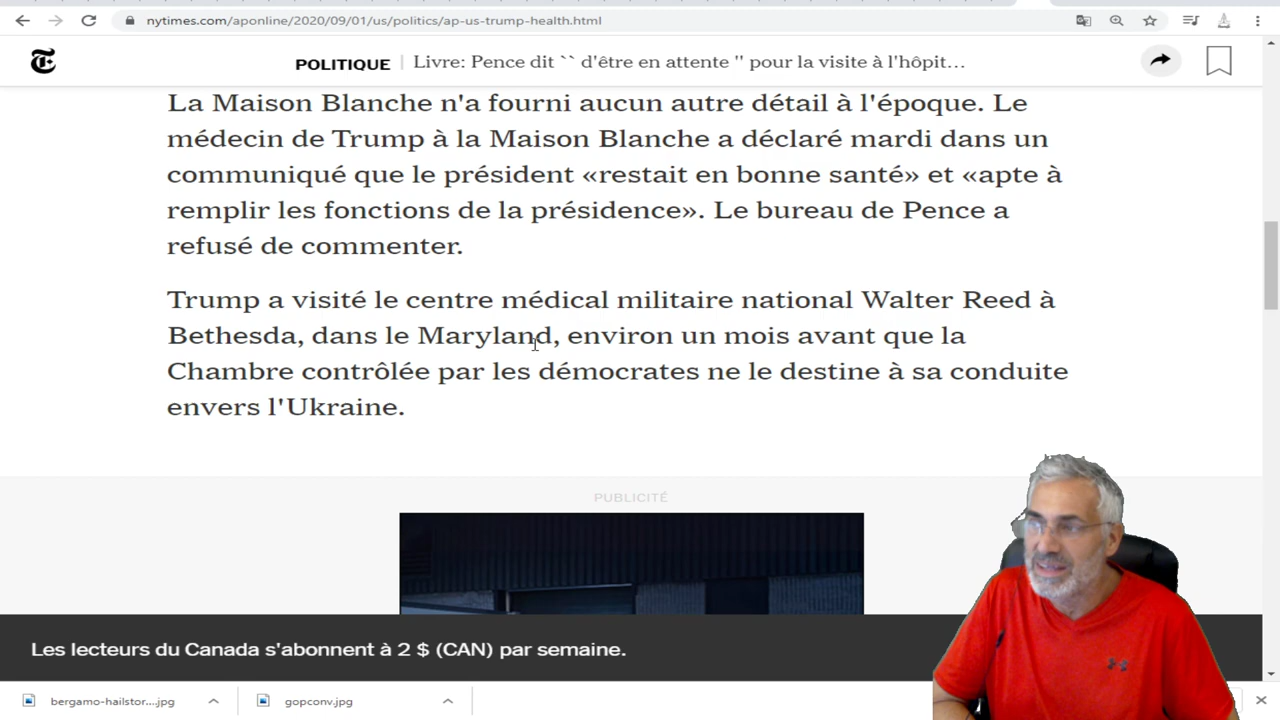 nytimes.com/aponline/2020/09/01/us/politics/ap-us-trump-health.html
POLITIQUE | Livre: Pence dit `` d'être en attente '' pour la visite à l'hôpit…
La Maison Blanche n'a fourni aucun autre détail à l'époque. Le
médecin de Trump à la Maison Blanche a déclaré mardi dans un
communiqué que le président «restait en bonne santé» et «apte à
remplir les fonctions de la présidence». Le bureau de Pence a
refusé de commenter.
Trump a visité le centre médical militaire national Walter Reed à
Bethesda, dans le Maryland, environ un mois avant que la
Chambre contrôlée par les démocrates ne le destine à sa conduite
envers l'Ukraine.
PUBLICITÉ
Les lecteurs du Canada s'abonnent à 2 $ (CAN) par semaine.
bergamo-hailstor....jpg
gopconv.jpg